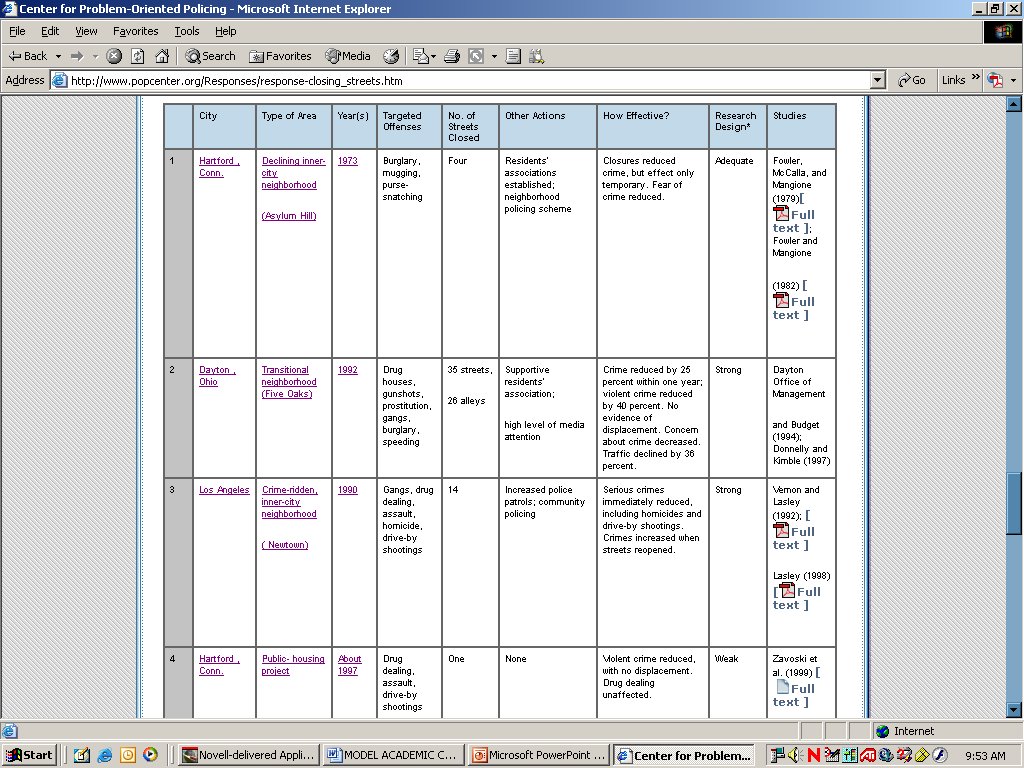 Center for Problem-Oriented Policing - Microsoft Internet Explorer
File Edit View Favorites Tools Help
Back Search Favorites Media
Address http://www.popcenter.org/Responses/response-closing_streets.htm Go Links »
City
Type of Area
Year(s)
Targeted
Offenses
No. of
Streets
Closed
Other Actions
How Effective?
Research
Design*
Studies
1
Hartford ,
Conn.
Declining inner-
city
neighborhood
(Asylum Hill)
1973
Burglary,
mugging,
purse-
snatching
Four
Residents'
associations
established;
neighborhood
policing scheme
Closures reduced
crime, but effect only
temporary. Fear of
crime reduced.
Adequate
Fowler,
McCalla, and
Mangione
(1979)[
Full
text ];
Fowler and
Mangione
(1982) [
Full
text ]
2
Dayton ,
Ohio
Transitional
neighborhood
(Five Oaks)
1992
Drug
houses,
gunshots,
prostitution,
gangs,
burglary,
speeding
35 streets,
26 alleys
Supportive
residents'
association;
high level of media
attention
Crime reduced by 25
percent within one year;
violent crime reduced
by 40 percent. No
evidence of
displacement. Concern
about crime decreased.
Traffic declined by 36
percent.
Strong
Dayton
Office of
Management
and Budget
(1994);
Donnelly and
Kimble (1997)
3
Los Angeles
Crime-ridden,
inner-city
neighborhood
( Newtown)
1990
Gangs, drug
dealing,
assault,
homicide,
drive-by
shootings
14
Increased police
patrols; community
policing
Serious crimes
immediately reduced,
including homicides and
drive-by shootings.
Crimes increased when
streets reopened.
Strong
Vernon and
Lasley
(1992); [
Full
text ]
Lasley (1998)
[ Full
text ]
4
Hartford ,
Conn.
Public- housing
project
About
1997
Drug
dealing,
assault,
drive-by
shootings
One
None
Violent crime reduced,
with no displacement.
Drug dealing
unaffected.
Weak
Zavoski et
al. (1999) [
Full
text ]
Internet
Start Novell-delivered Appli... MODEL ACADEMIC C... Microsoft PowerPoint ... Center for Problem... 9:53 AM